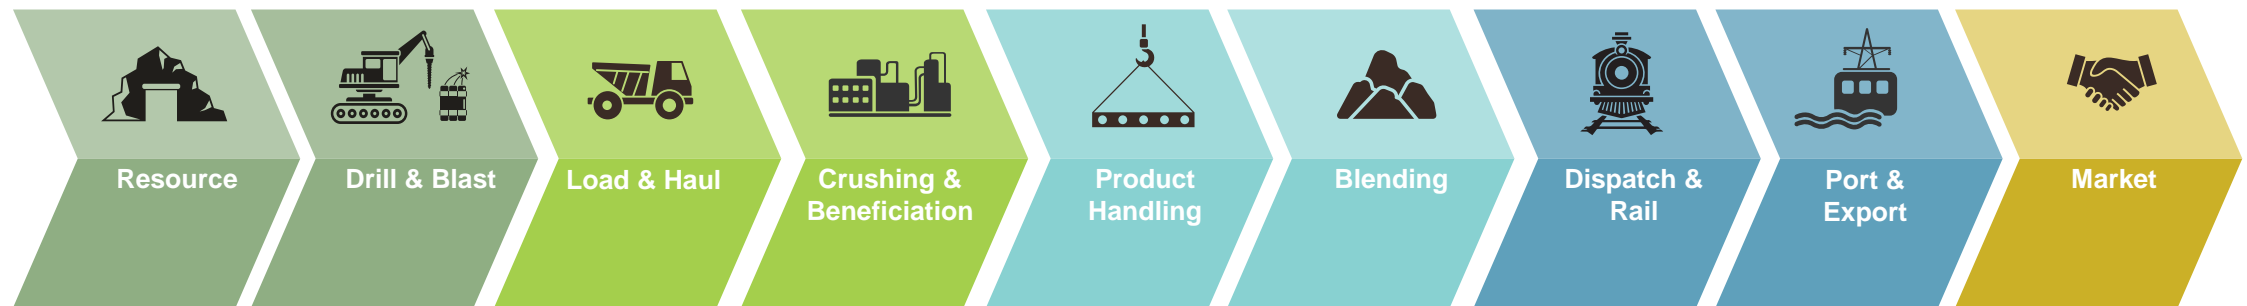 Resource
Drill & Blast
Load & Haul
Crushing &
Beneficiation
Product
Handling
Blending
Dispatch &
Rail
Port &
Export
Market